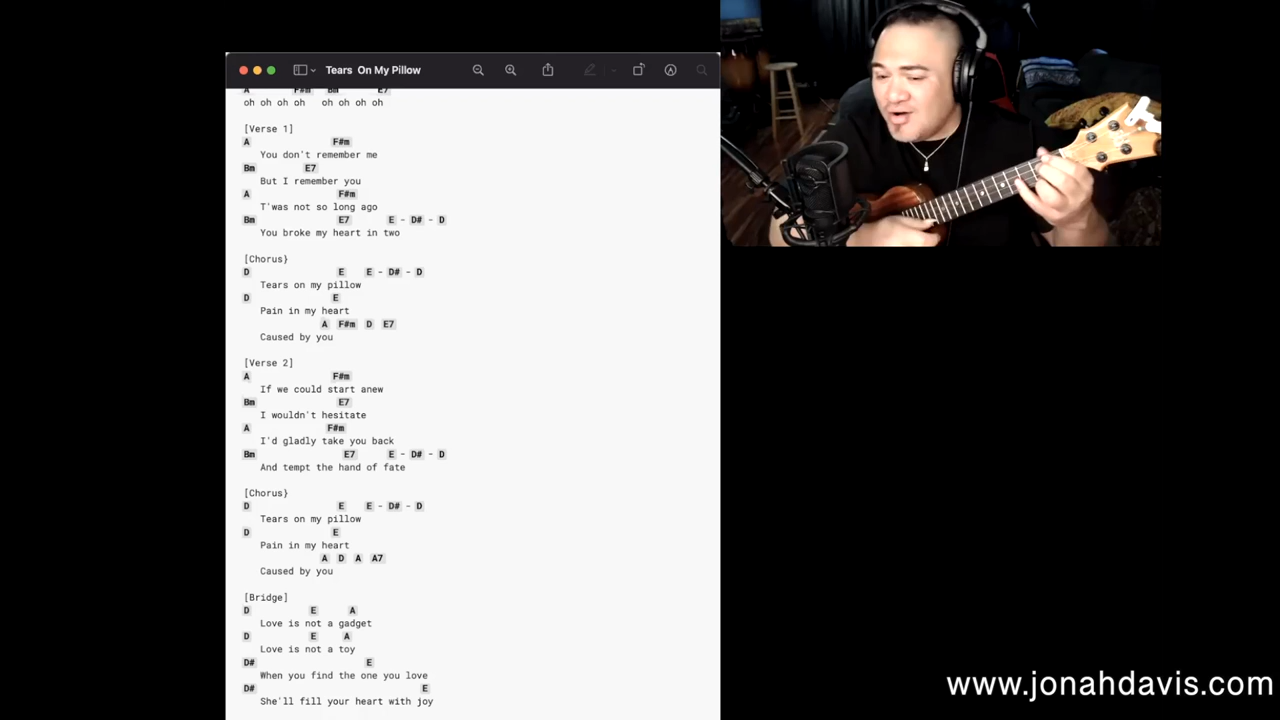 Tears On My Pillow
A F#m Bm E7
oh oh oh oh oh oh oh oh
[Verse 1]
A F#m
You don't remember me
Bm E7
But I remember you
A F#m
T'was not so long ago
Bm E7 E - D# - D
You broke my heart in two
[Chorus}
D E E - D# - D
Tears on my pillow
D E
Pain in my heart
A F#m D E7
Caused by you
[Verse 2]
A F#m
If we could start anew
Bm E7
I wouldn't hesitate
A F#m
I'd gladly take you back
Bm E7 E - D# - D
And tempt the hand of fate
[Chorus}
D E E - D# - D
Tears on my pillow
D E
Pain in my heart
A D A A7
Caused by you
[Bridge]
D E A
Love is not a gadget
D E A
Love is not a toy
D# E
When you find the one you love
D# E
She'll fill your heart with joy
www.jonahdavis.com